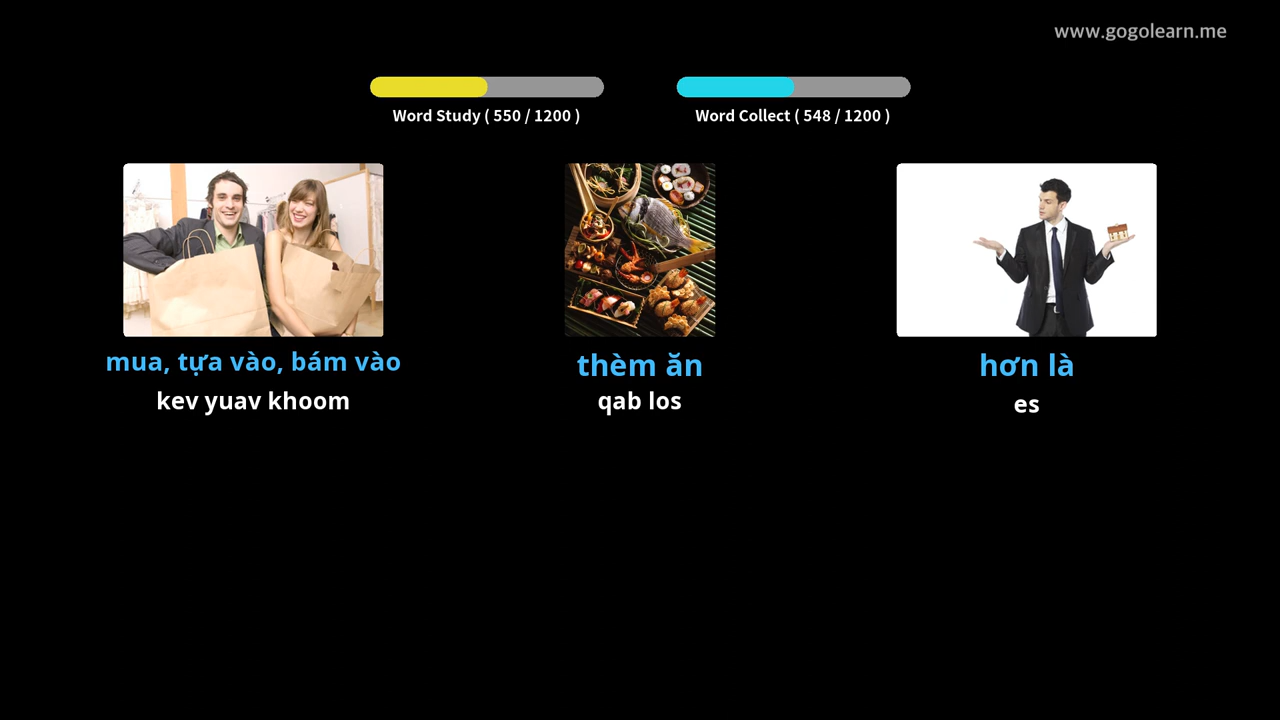 www.gogolearn.me
Word Study ( 550 / 1200 )
Word Collect ( 548 / 1200 )
mua, tựa vào, bám vào
kev yuav khoom
thèm ăn
qab los
hơn là
es